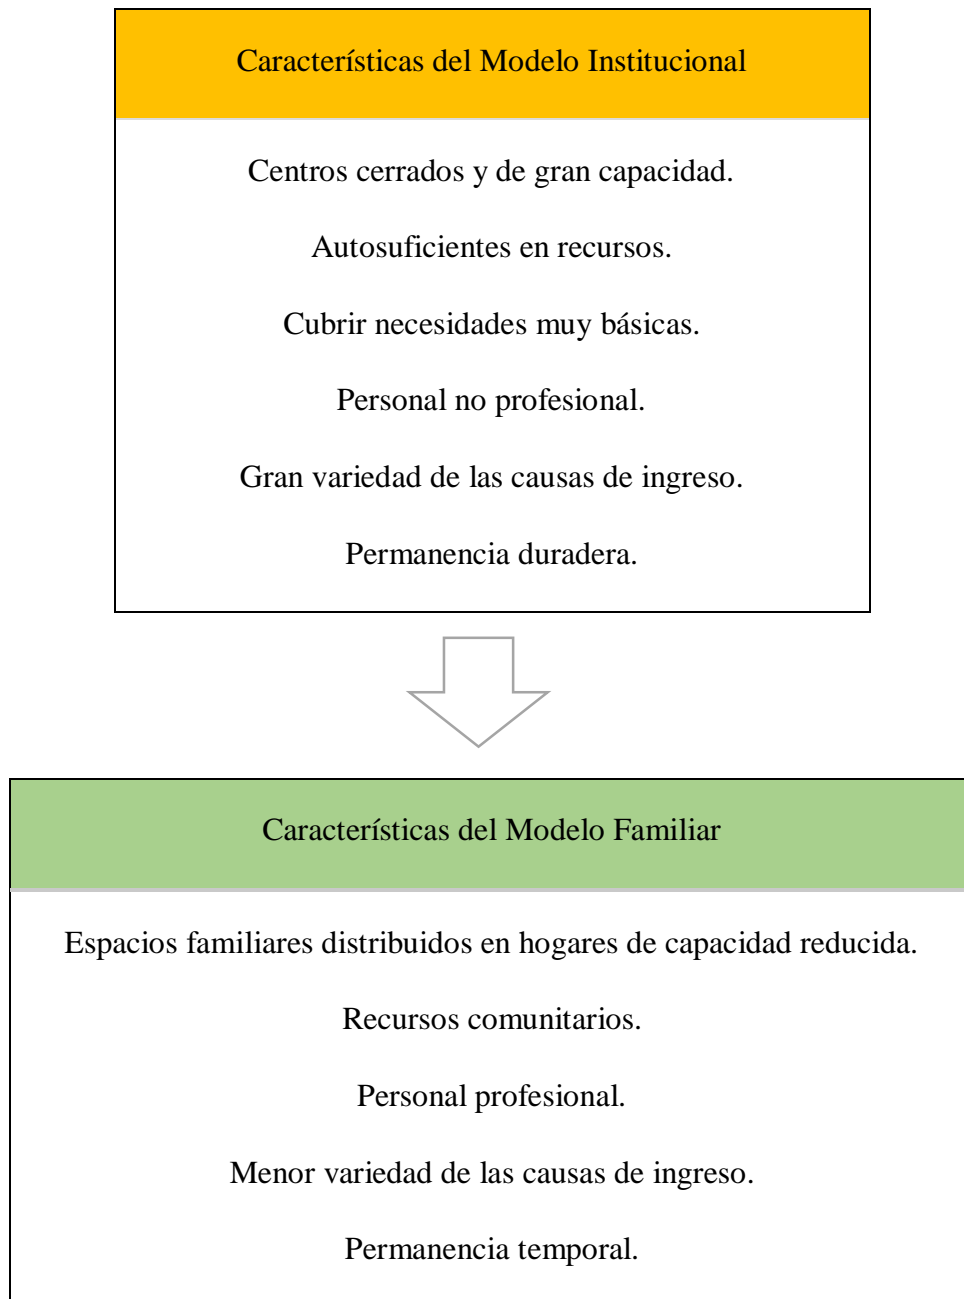 Características del Modelo Institucional
Centros cerrados y de gran capacidad.
Autosuficientes en recursos.
Cubrir necesidades muy básicas.
Personal no profesional.
Gran variedad de las causas de ingreso.
Permanencia duradera.
Características del Modelo Familiar
Espacios familiares distribuidos en hogares de capacidad reducida.
Recursos comunitarios.
Personal profesional.
Menor variedad de las causas de ingreso.
Permanencia temporal.